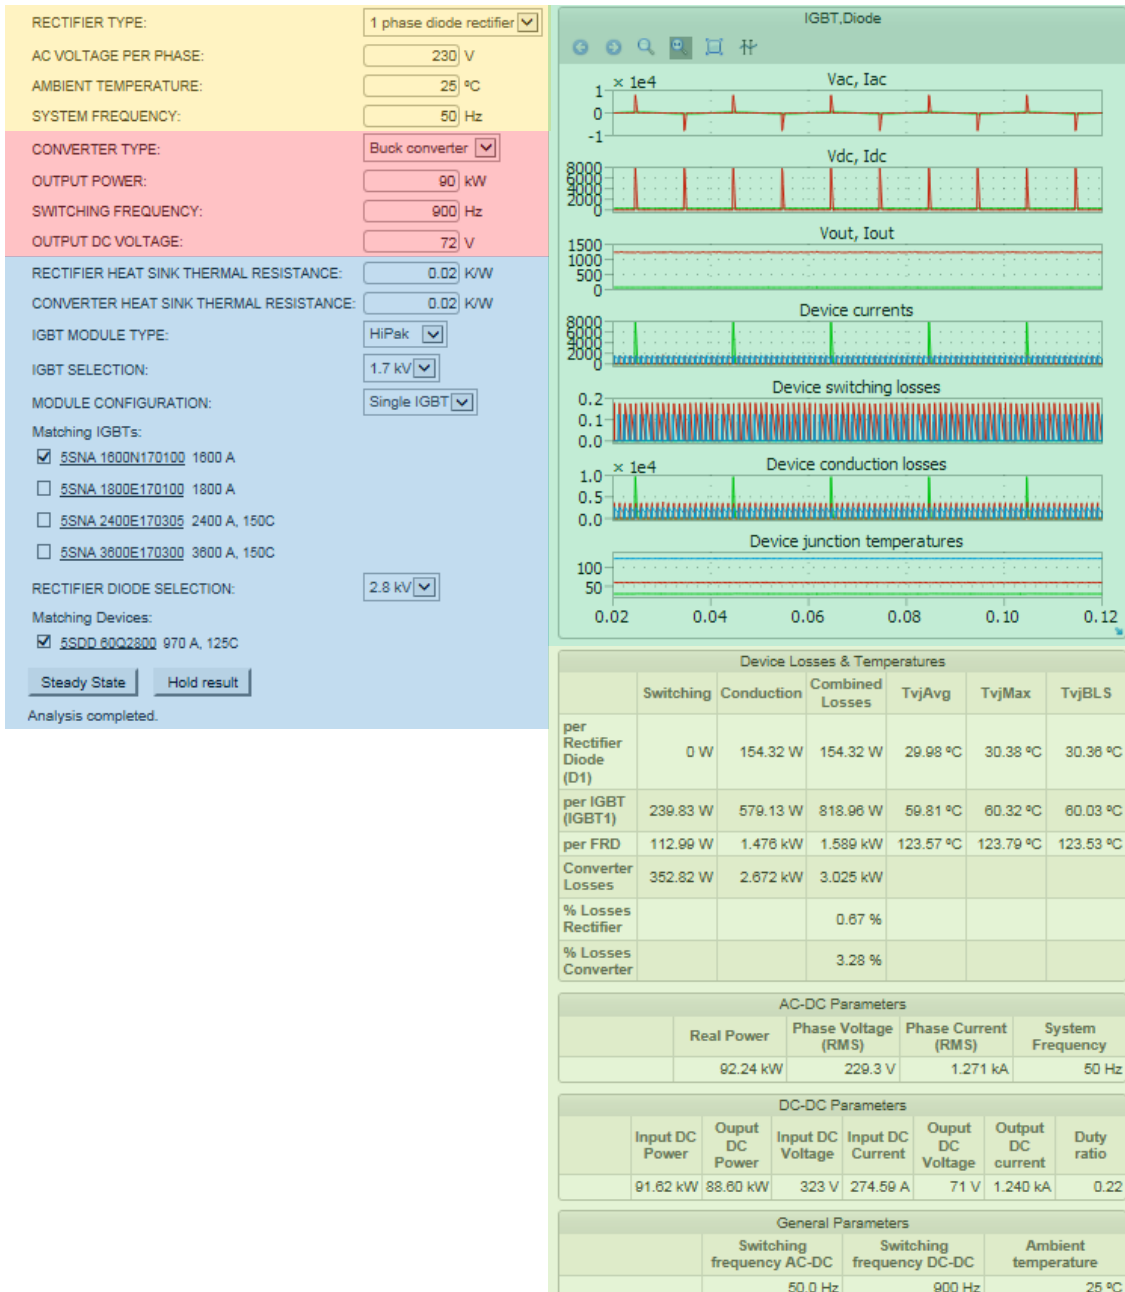 RECTIFIER TYPE: 1 phase diode rectifier
AC VOLTAGE PER PHASE: 230 V
AMBIENT TEMPERATURE: 25 ºC
SYSTEM FREQUENCY: 50 Hz
CONVERTER TYPE: Buck converter
OUTPUT POWER: 90 kW
SWITCHING FREQUENCY: 900 Hz
OUTPUT DC VOLTAGE: 72 V
RECTIFIER HEAT SINK THERMAL RESISTANCE: 0.02 K/W
CONVERTER HEAT SINK THERMAL RESISTANCE: 0.02 K/W
IGBT MODULE TYPE: HiPak
IGBT SELECTION: 1.7 kV
MODULE CONFIGURATION: Single IGBT
Matching IGBTs:
5SNA 1600N170100 1600 A
5SNA 1800E170100 1800 A
5SNA 2400E170305 2400 A, 150C
5SNA 3600E170300 3600 A, 150C
RECTIFIER DIODE SELECTION: 2.8 kV
Matching Devices:
5SDD 60Q2800 970 A, 125C
Steady State Hold result
Analysis completed.
IGBT,Diode
× 1e4 Vac, Iac
1
0
-1
Vdc, Idc
8000
6000
4000
2000
0
Vout, Iout
1500
1000
500
0
Device currents
8000
6000
4000
2000
0
Device switching losses
0.2
0.1
0.0
× 1e4 Device conduction losses
1.0
0.5
0.0
Device junction temperatures
100
50
0.02 0.04 0.06 0.08 0.10 0.12
Device Losses & Temperatures
Switching Conduction Combined Losses TvjAvg TvjMax TvjBLS
per Rectifier Diode (D1) 0 W 154.32 W 154.32 W 29.98 ºC 30.38 ºC 30.36 ºC
per IGBT (IGBT1) 239.83 W 579.13 W 818.96 W 59.81 ºC 60.32 ºC 60.03 ºC
per FRD 112.99 W 1.476 kW 1.589 kW 123.57 ºC 123.79 ºC 123.53 ºC
Converter Losses 352.82 W 2.672 kW 3.025 kW
% Losses Rectifier 0.67 %
% Losses Converter 3.28 %
AC-DC Parameters
Real Power Phase Voltage (RMS) Phase Current (RMS) System Frequency
92.24 kW 229.3 V 1.271 kA 50 Hz
DC-DC Parameters
Input DC Power Ouput DC Power Input DC Voltage Input DC Current Ouput DC Voltage Output DC current Duty ratio
91.62 kW 88.60 kW 323 V 274.59 A 71 V 1.240 kA 0.22
General Parameters
Switching frequency AC-DC Switching frequency DC-DC Ambient temperature
50.0 Hz 900 Hz 25 ºC